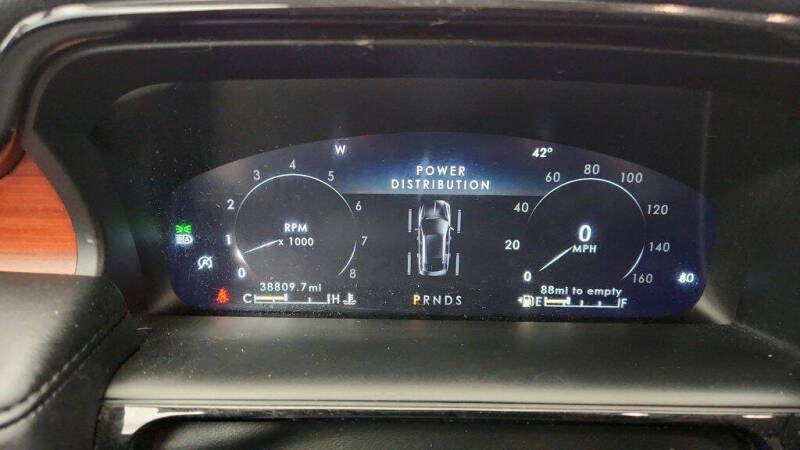 W
42°
POWER
DISTRIBUTION
0 1 2 3 4 5 6 7 8
RPM
x 1000
0 20 40 60 80 100 120 140 160
0
MPH
38809.7mi
88mi to empty
C H
PRNDS
E F